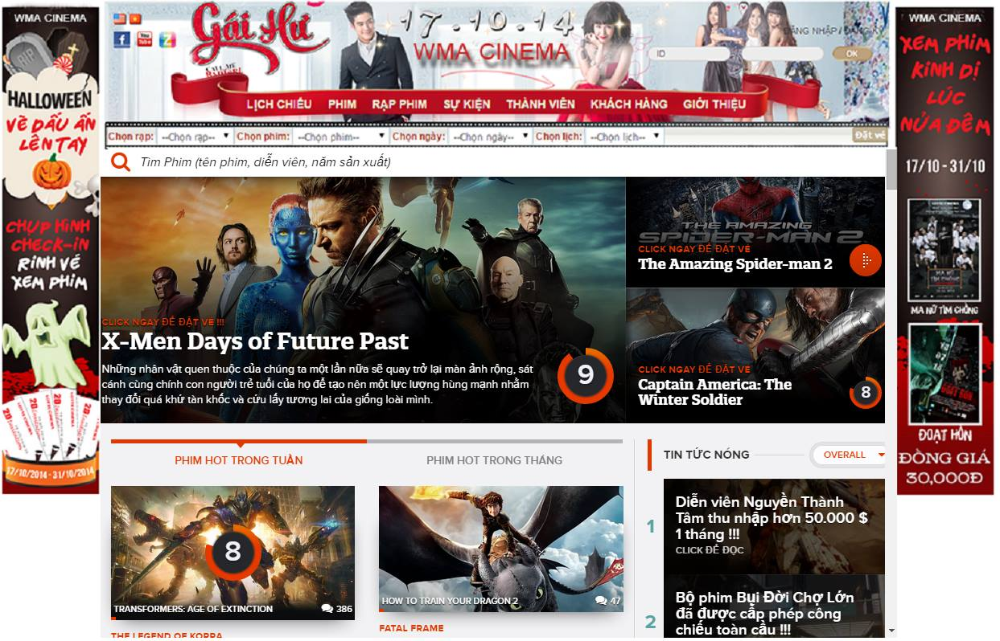 WMA CINEMA
RIP
HALLOWEEN
VẼ DẤU ẤN
LÊN TAY
CHỤP HÌNH
CHECK-IN
RINH VÉ
XEM PHIM
17/10/2014 - 31/10/2014
Gái Hư
CALL ME
17.10.14
WMA CINEMA
ĐĂNG NHẬP / ĐĂNG KÝ
ID
OK
LỊCH CHIẾU PHIM RẠP PHIM SỰ KIỆN THÀNH VIÊN KHÁCH HÀNG GIỚI THIỆU
Chọn rạp: --Chọn rạp-- Chọn phim: --Chọn phim-- Chọn ngày: --Chọn ngày-- Chọn lịch: --Chọn lịch-- Đặt vé
Tìm Phim (tên phim, diễn viên, năm sản xuất)
CLICK NGAY ĐỂ ĐẶT VÉ !!!
X-Men Days of Future Past
Những nhân vật quen thuộc của chúng ta một lần nữa sẽ quay trở lại màn ảnh rộng, sát
cánh cùng chính con người trẻ tuổi của họ để tạo nên một lực lượng hùng mạnh nhằm
thay đổi quá khứ tàn khốc và cứu lấy tương lai của giống loài mình.
9
THE AMAZING
SPIDER-MAN 2
CLICK NGAY ĐỂ ĐẶT VÉ
The Amazing Spider-man 2
CLICK NGAY ĐỂ ĐẶT VÉ
Captain America: The
Winter Soldier
8
PHIM HOT TRONG TUẦN
PHIM HOT TRONG THÁNG
8
TRANSFORMERS: AGE OF EXTINCTION
386
THE LEGEND OF KORRA
HOW TO TRAIN YOUR DRAGON 2
47
FATAL FRAME
TIN TỨC NÓNG
OVERALL
1
Diễn viên Nguyễn Thành
Tâm thu nhập hơn 50.000 $
1 tháng !!!
CLICK ĐỂ ĐỌC
2
Bộ phim Bụi Đời Chợ Lớn
đã được cấp phép công
chiếu toàn cầu !!!
WMA CINEMA
XEM PHIM
KINH DỊ
LÚC
NỬA ĐÊM
17/10 - 31/10
MA NỮ
TÌM CHỒNG
MA NỮ TÌM CHỒNG
ĐOẠT HỒN
ĐOẠT HỒN
ĐỒNG GIÁ
30,000Đ